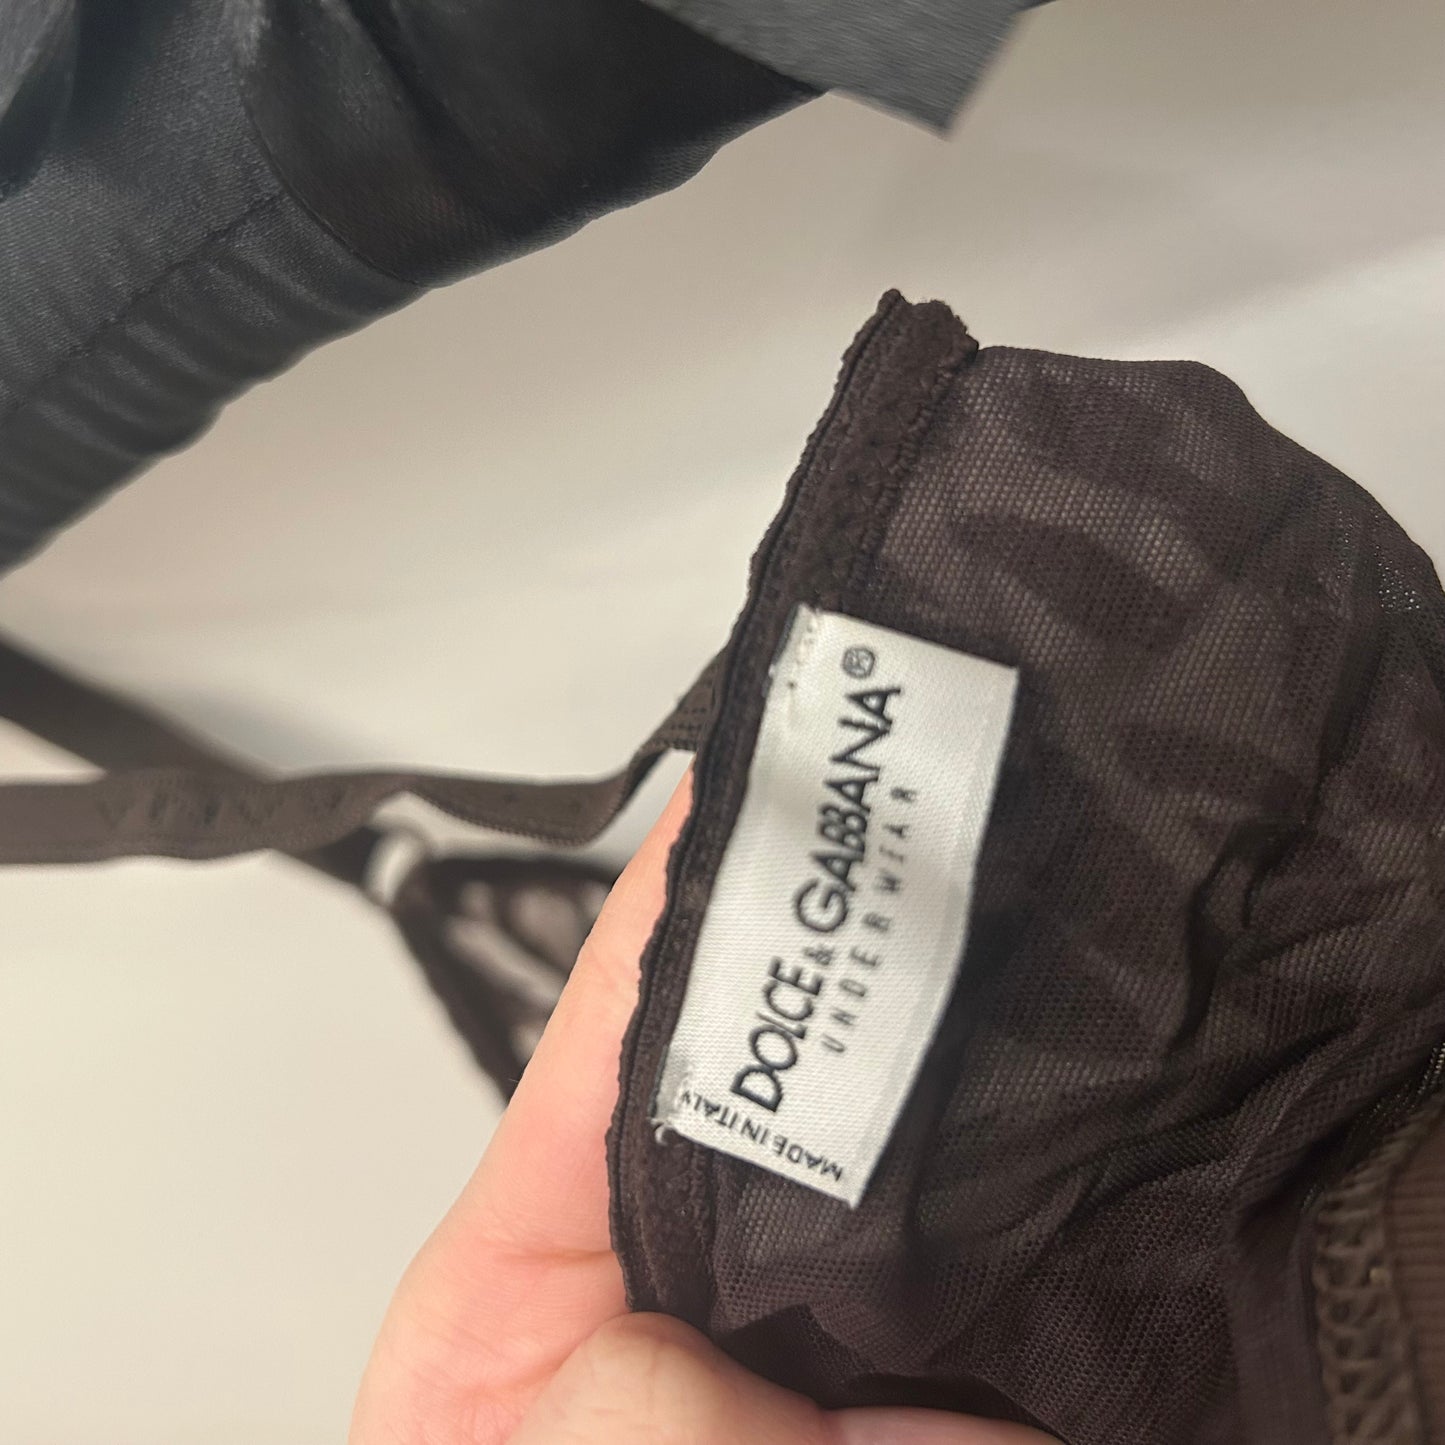 DOLCE & GABBANA®
UNDERWEAR
MADE IN ITALY